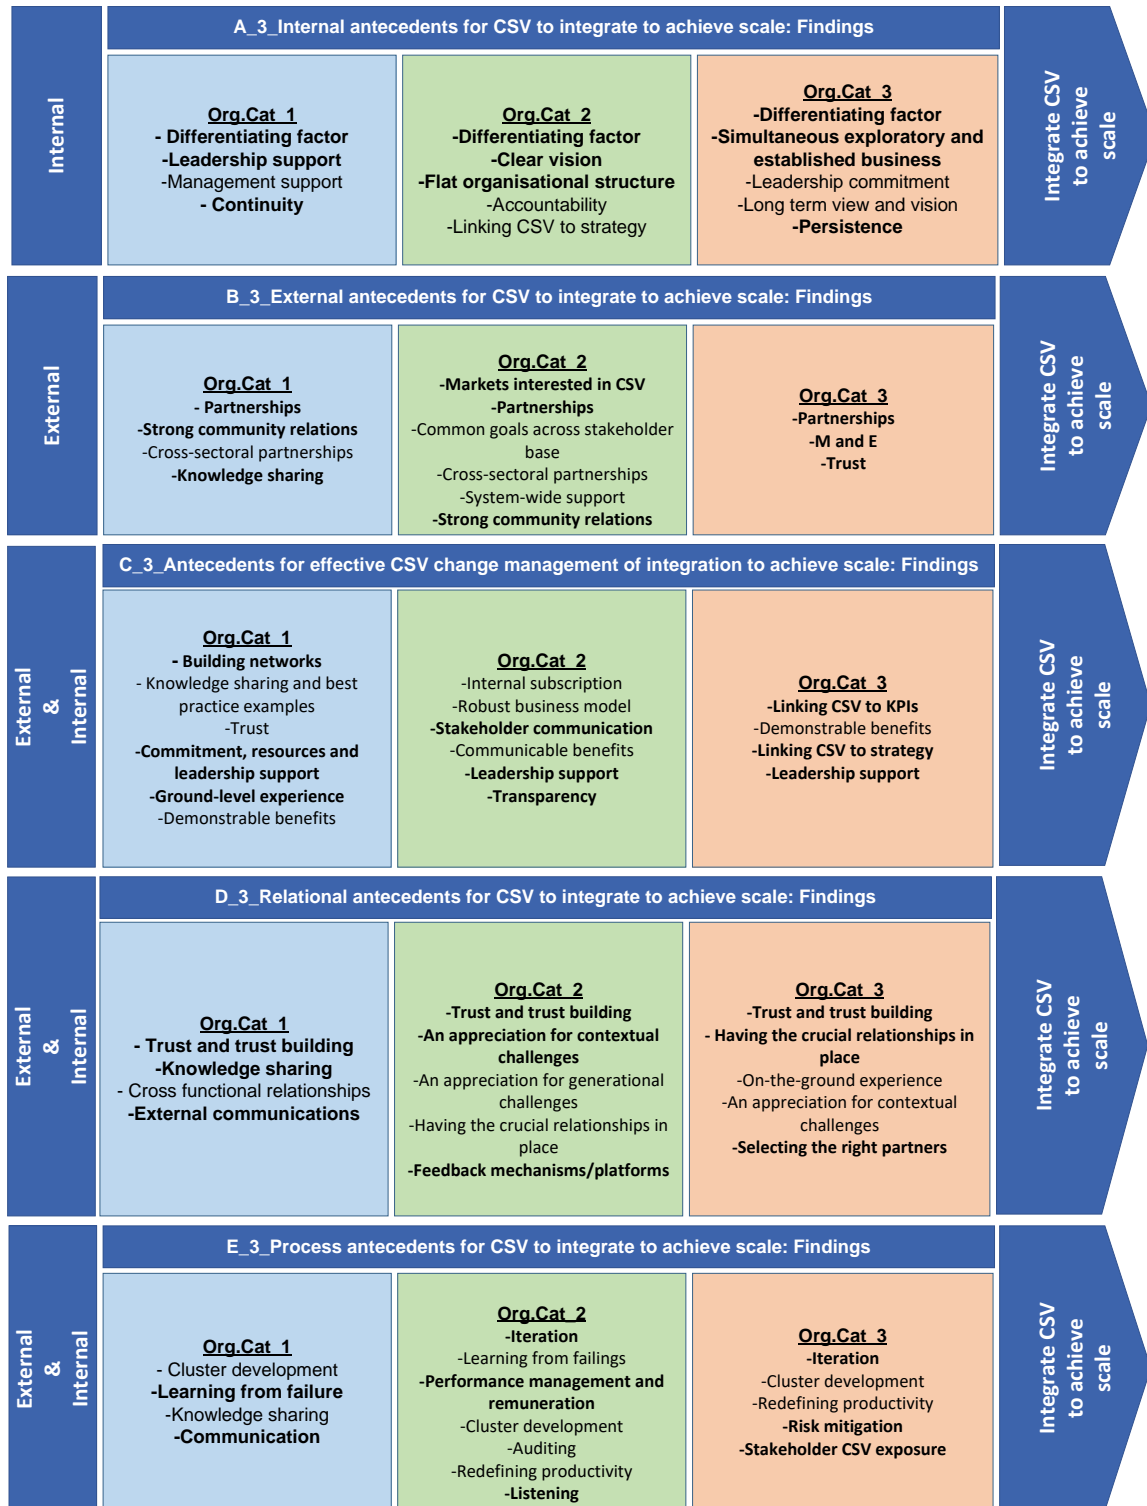 A_3_Internal antecedents for CSV to integrate to achieve scale: Findings
Internal
Org.Cat_1
- Differentiating factor
-Leadership support
-Management support
- Continuity
Org.Cat_2
-Differentiating factor
-Clear vision
-Flat organisational structure
-Accountability
-Linking CSV to strategy
Org.Cat_3
-Differentiating factor
-Simultaneous exploratory and
established business
-Leadership commitment
-Long term view and vision
-Persistence
Integrate CSV
to achieve
scale
B_3_External antecedents for CSV to integrate to achieve scale: Findings
External
Org.Cat_1
- Partnerships
-Strong community relations
-Cross-sectoral partnerships
-Knowledge sharing
Org.Cat_2
-Markets interested in CSV
-Partnerships
-Common goals across stakeholder
base
-Cross-sectoral partnerships
-System-wide support
-Strong community relations
Org.Cat_3
-Partnerships
-M and E
-Trust
Integrate CSV
to achieve
scale
C_3_Antecedents for effective CSV change management of integration to achieve scale: Findings
External
&
Internal
Org.Cat_1
- Building networks
- Knowledge sharing and best
practice examples
-Trust
-Commitment, resources and
leadership support
-Ground-level experience
-Demonstrable benefits
Org.Cat_2
-Internal subscription
-Robust business model
-Stakeholder communication
-Communicable benefits
-Leadership support
-Transparency
Org.Cat_3
-Linking CSV to KPIs
-Demonstrable benefits
-Linking CSV to strategy
-Leadership support
Integrate CSV
to achieve
scale
D_3_Relational antecedents for CSV to integrate to achieve scale: Findings
External
&
Internal
Org.Cat_1
- Trust and trust building
-Knowledge sharing
- Cross functional relationships
-External communications
Org.Cat_2
-Trust and trust building
-An appreciation for contextual
challenges
-An appreciation for generational
challenges
-Having the crucial relationships in
place
-Feedback mechanisms/platforms
Org.Cat_3
-Trust and trust building
- Having the crucial relationships in
place
-On-the-ground experience
-An appreciation for contextual
challenges
-Selecting the right partners
Integrate CSV
to achieve
scale
E_3_Process antecedents for CSV to integrate to achieve scale: Findings
External
&
Internal
Org.Cat_1
- Cluster development
-Learning from failure
-Knowledge sharing
-Communication
Org.Cat_2
-Iteration
-Learning from failings
-Performance management and
remuneration
-Cluster development
-Auditing
-Redefining productivity
-Listening
Org.Cat_3
-Iteration
-Cluster development
-Redefining productivity
-Risk mitigation
-Stakeholder CSV exposure
Integrate CSV
to achieve
scale